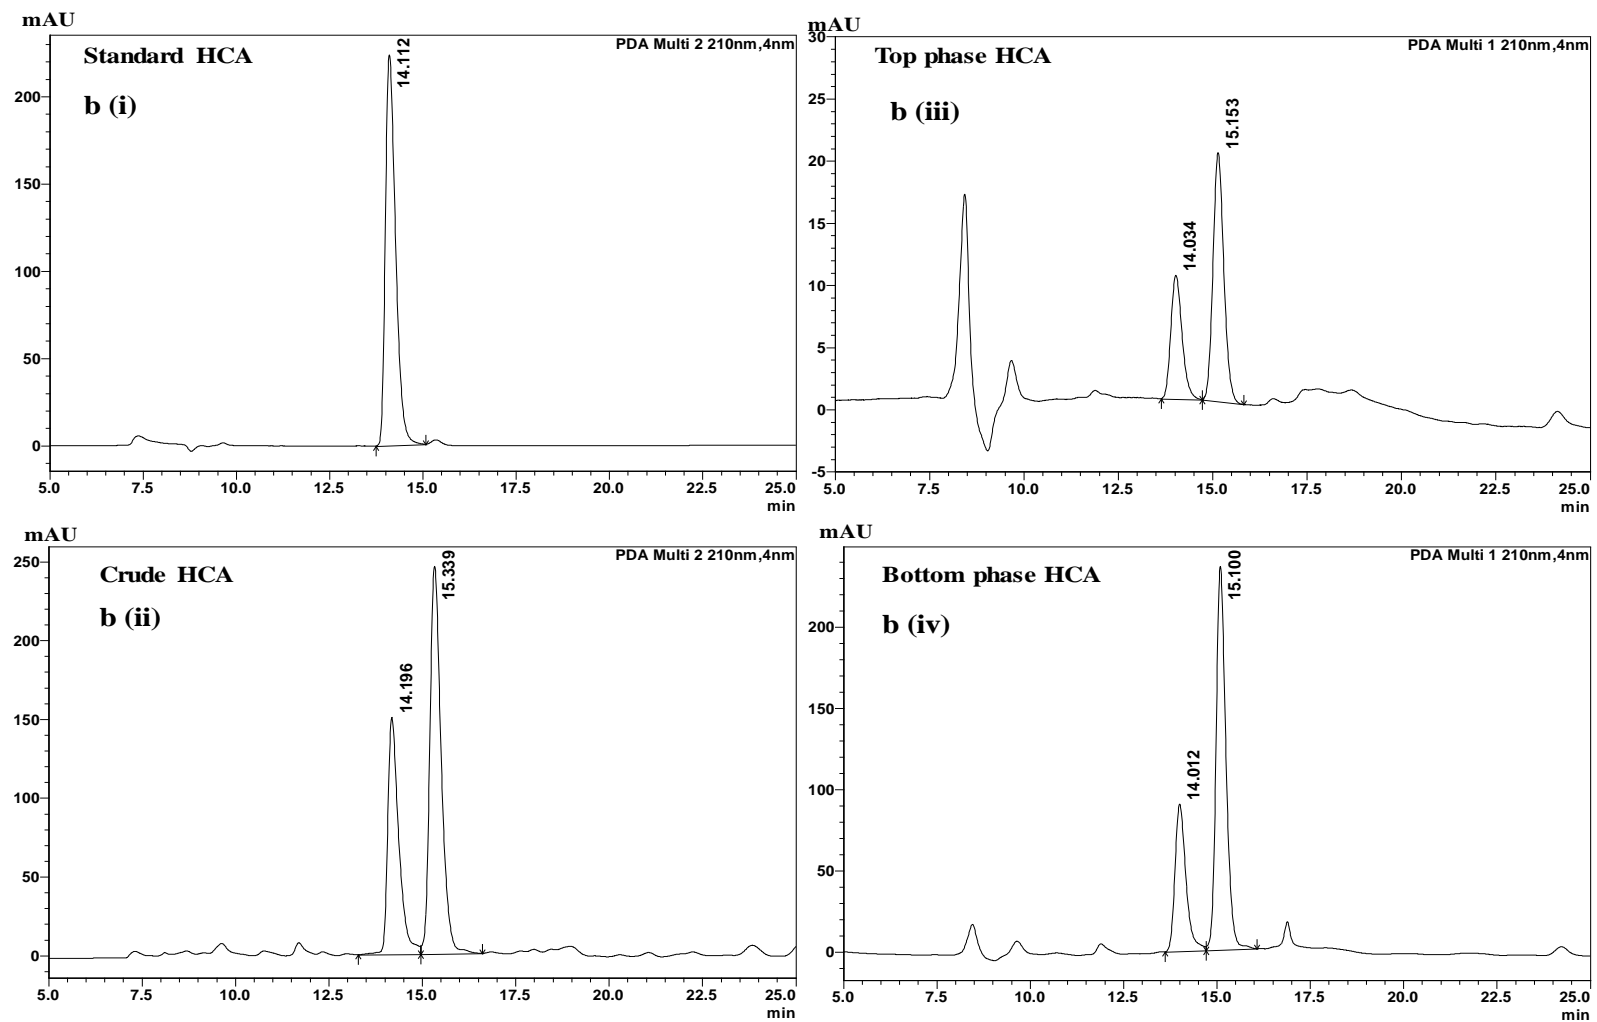 mAU
Standard HCA
PDA Multi 2 210nm,4nm
b (i)
14.112
200
150
100
50
0
5.0 7.5 10.0 12.5 15.0 17.5 20.0 22.5 25.0
min
mAU
Top phase HCA
PDA Multi 1 210nm,4nm
b (iii)
14.034
15.153
30
25
20
15
10
5
0
-5
5.0 7.5 10.0 12.5 15.0 17.5 20.0 22.5 25.0
min
mAU
Crude HCA
PDA Multi 2 210nm,4nm
b (ii)
14.196
15.339
250
200
150
100
50
0
5.0 7.5 10.0 12.5 15.0 17.5 20.0 22.5 25.0
min
mAU
Bottom phase HCA
PDA Multi 1 210nm,4nm
b (iv)
14.012
15.100
200
150
100
50
0
5.0 7.5 10.0 12.5 15.0 17.5 20.0 22.5 25.0
min